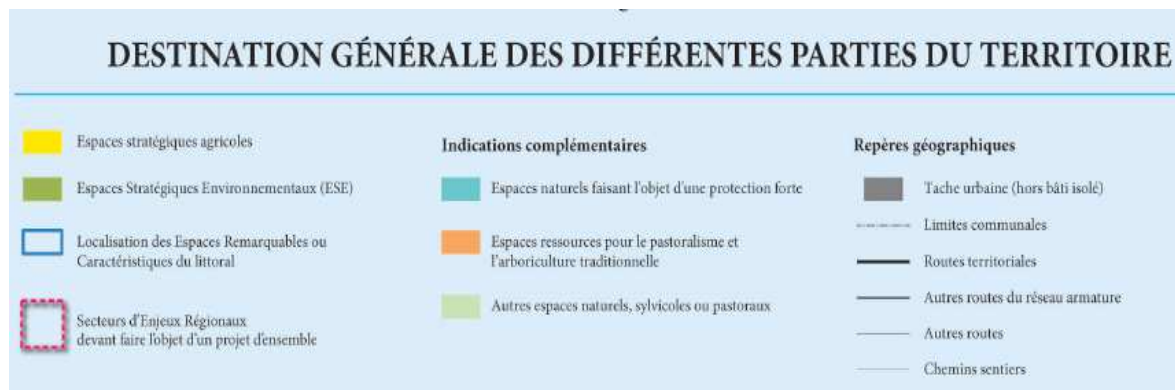 DESTINATION GÉNÉRALE DES DIFFÉRENTES PARTIES DU TERRITOIRE
Espaces stratégiques agricoles
Espaces Stratégiques Environnementaux (ESE)
Localisation des Espaces Remarquables ou
Caractéristiques du littoral
Secteurs d'Enjeux Régionaux
devant faire l'objet d'un projet d'ensemble
Indications complémentaires
Espaces naturels faisant l'objet d'une protection forte
Espaces ressources pour le pastoralisme et
l'arboriculture traditionnelle
Autres espaces naturels, sylvicoles ou pastoraux
Repères géographiques
Tache urbaine (hors bâti isolé)
Limites communales
Routes territoriales
Autres routes du réseau armature
Autres routes
Chemins sentiers